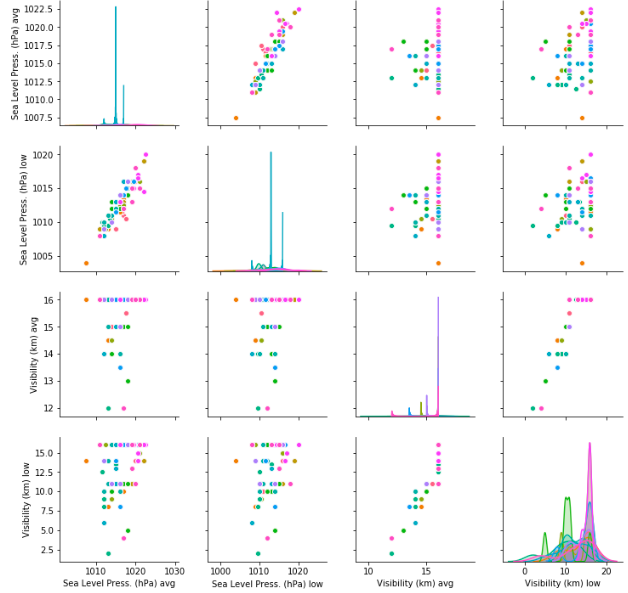 Sea Level Press. (hPa) avg
1022.5
1020.0
1017.5
1015.0
1012.5
1010.0
1007.5
Sea Level Press. (hPa) low
1020
1015
1010
1005
Visibility (km) avg
16
15
14
13
12
Visibility (km) low
15.0
12.5
10.0
7.5
5.0
2.5
1010 1020 1030
1000 1010 1020
10 15
0 10 20
Sea Level Press. (hPa) avg Sea Level Press. (hPa) low Visibility (km) avg Visibility (km) low